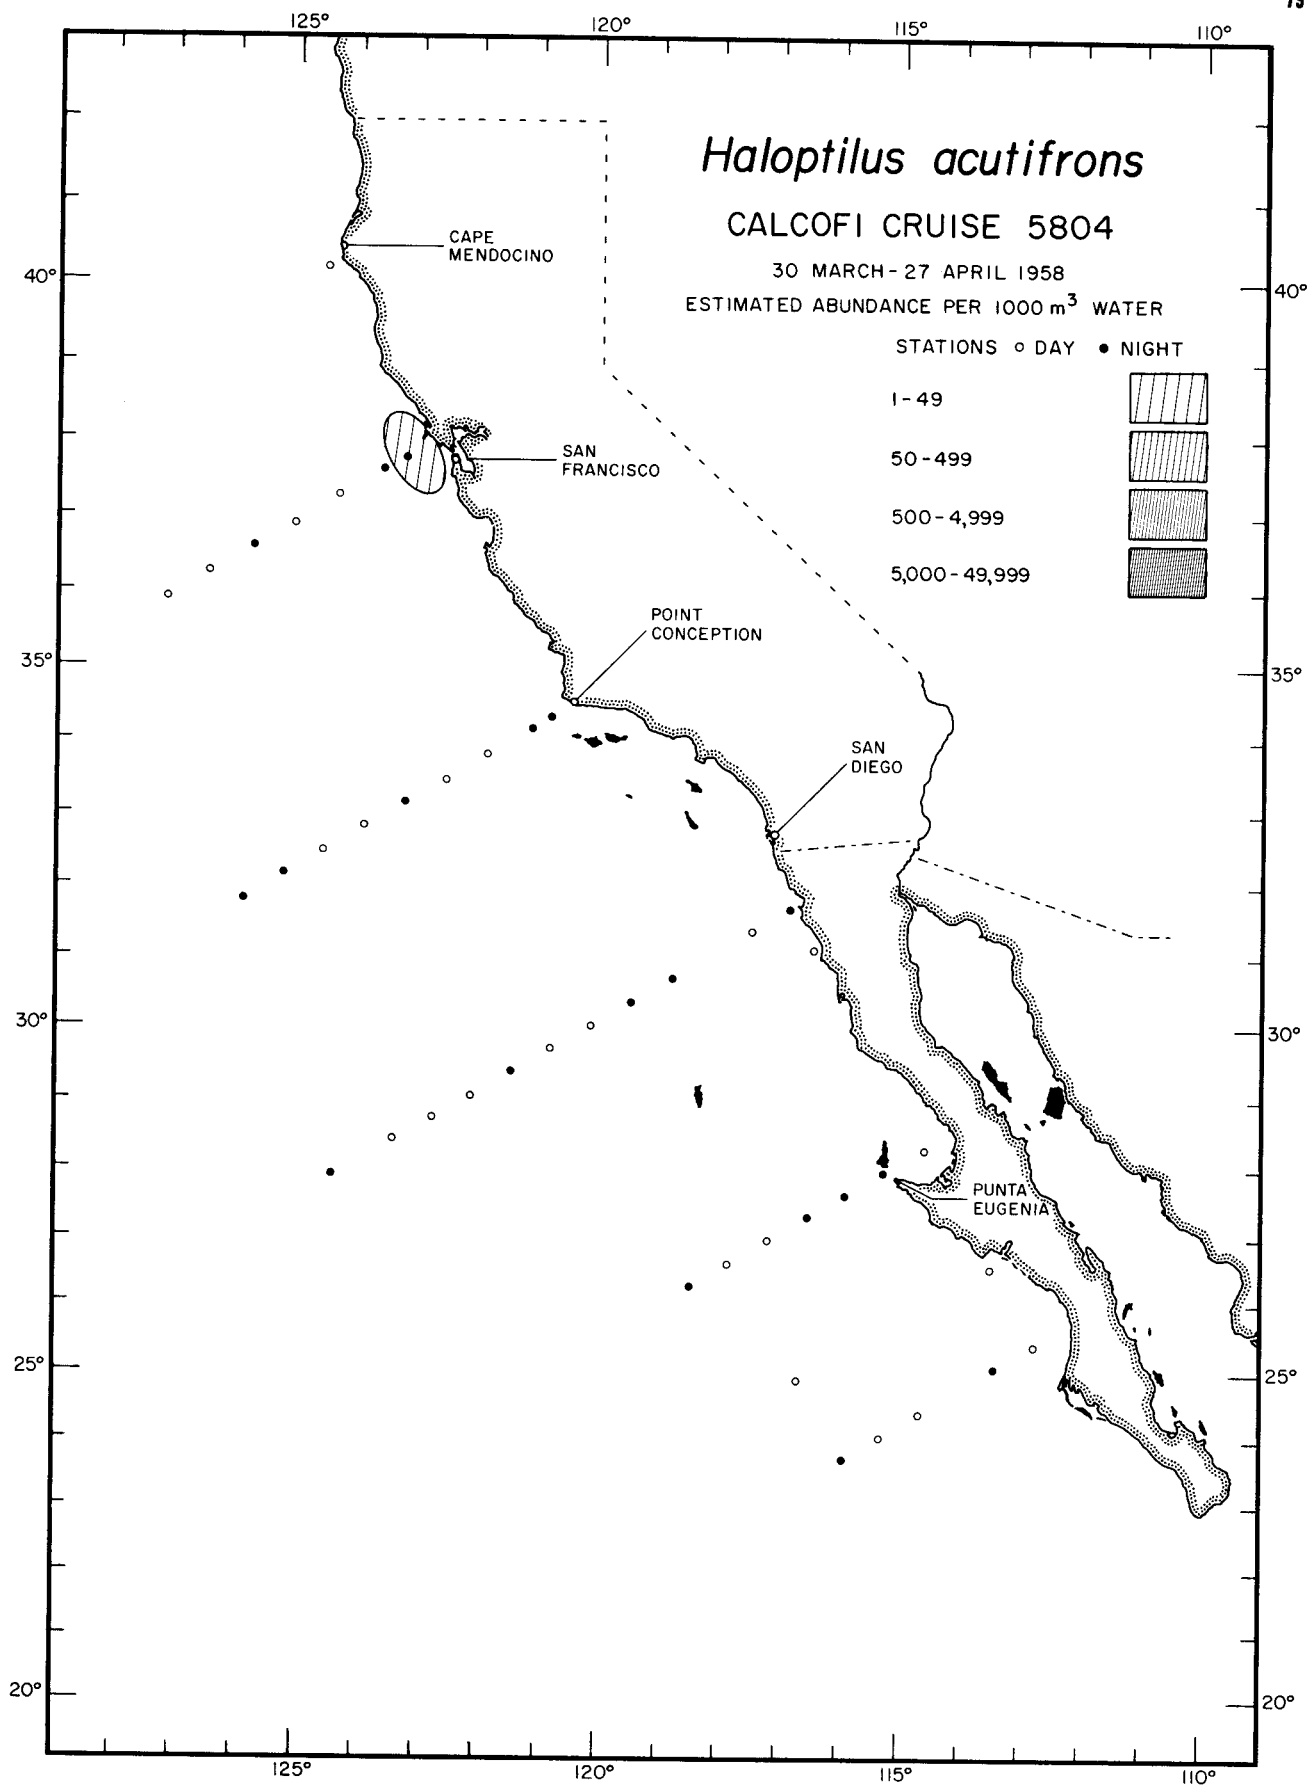 125° 120° 115° 110°
Haloptilus acutifrons
CALCOFI CRUISE 5804
30 MARCH - 27 APRIL 1958
ESTIMATED ABUNDANCE PER 1000 m³ WATER
STATIONS ○ DAY ● NIGHT
1-49
50-499
500-4,999
5,000-49,999
CAPE
MENDOCINO
40° 40°
SAN
FRANCISCO
POINT
CONCEPTION
35° 35°
SAN
DIEGO
30° 30°
PUNTA
EUGENIA
25° 25°
20° 20°
125° 120° 115° 110°